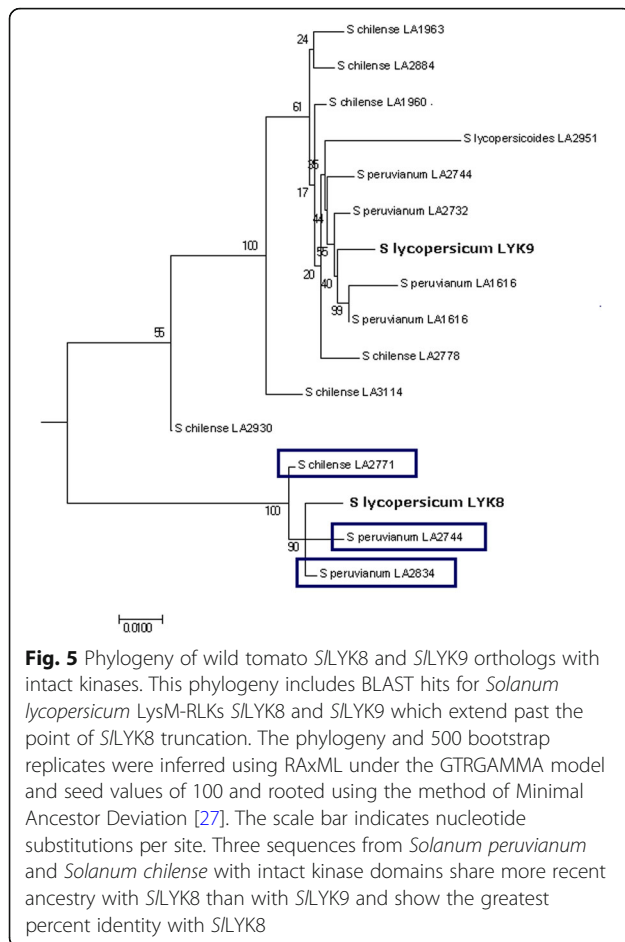 S chilense LA1963
24
S chilense LA2884
61
S chilense LA1960
S lycopersicoides LA2951
35
S peruvianum LA2744
17
S peruvianum LA2732
44
S lycopersicum LYK9
100
55
20
S peruvianum LA1616
40
99
S peruvianum LA1616
55
S chilense LA2778
S chilense LA3114
S chilense LA2930
S chilense LA2771
S lycopersicum LYK8
100
S peruvianum LA2744
90
S peruvianum LA2834
0.0100
Fig. 5 Phylogeny of wild tomato SlLYK8 and SlLYK9 orthologs with
intact kinases. This phylogeny includes BLAST hits for Solanum
lycopersicum LysM-RLKs SlLYK8 and SlLYK9 which extend past the
point of SlLYK8 truncation. The phylogeny and 500 bootstrap
replicates were inferred using RAxML under the GTRGAMMA model
and seed values of 100 and rooted using the method of Minimal
Ancestor Deviation [27]. The scale bar indicates nucleotide
substitutions per site. Three sequences from Solanum peruvianum
and Solanum chilense with intact kinase domains share more recent
ancestry with SlLYK8 than with SlLYK9 and show the greatest
percent identity with SlLYK8